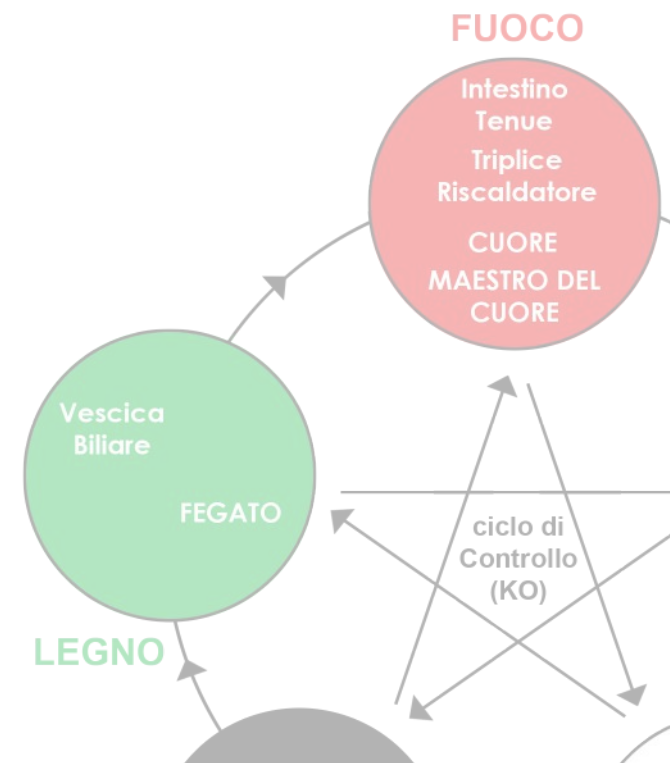 FUOCO
Intestino
Tenue
Triplice
Riscaldatore
CUORE
MAESTRO DEL
CUORE
Vescica
Biliare
FEGATO
LEGNO
ciclo di
Controllo
(KO)